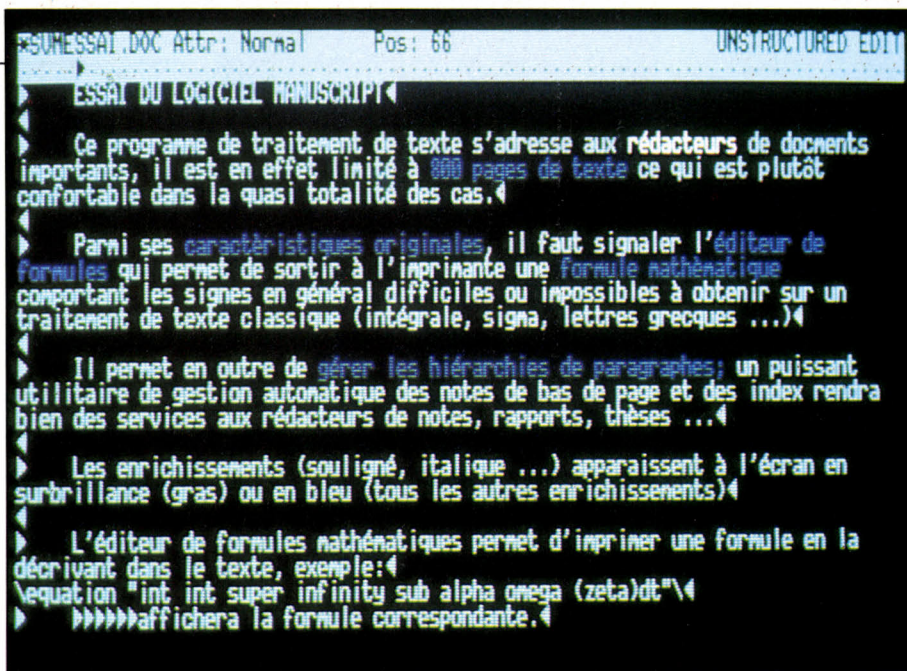 *SVMESSAI.DOC Attr: Normal Pos: 66 UNSTRUCTURED EDIT
ESSAI DU LOGICIEL MANUSCRIPT
Ce programme de traitement de texte s'adresse aux rédacteurs de docments
importants, il est en effet limité à 800 pages de texte ce qui est plutôt
confortable dans la quasi totalité des cas.
Parmi ses caractèristiques originales, il faut signaler l'éditeur de
formules qui permet de sortir à l'imprimante une formule mathèmatique
comportant les signes en général difficiles ou impossibles à obtenir sur un
traitement de texte classique (intégrale, sigma, lettres grecques ...)
Il permet en outre de gérer les hiérarchies de paragraphes; un puissant
utilitaire de gestion automatique des notes de bas de page et des index rendra
bien des services aux rédacteurs de notes, rapports, thèses ...
Les enrichissements (souligné, italique ...) apparaissent à l'écran en
surbrillance (gras) ou en bleu (tous les autres enrichissements)
L'éditeur de formules mathématiques permet d'imprimer une formule en la
décrivant dans le texte, exemple:
\equation "int int super infinity sub alpha omega (zeta)dt"\
affichera la formule correspondante.